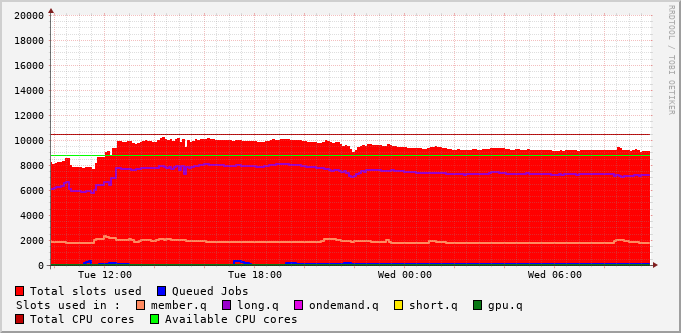 RRDTOOL / TOBI OETIKER
20000
18000
16000
14000
12000
10000
8000
6000
4000
2000
0
Tue 12:00 Tue 18:00 Wed 00:00 Wed 06:00
Total slots used Queued Jobs
Slots used in : member.q long.q ondemand.q short.q gpu.q
Total CPU cores Available CPU cores